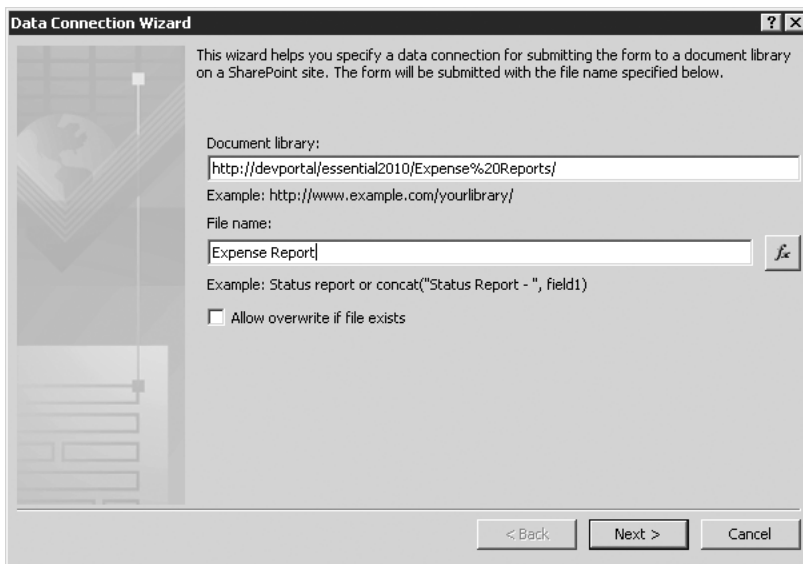 Data Connection Wizard
This wizard helps you specify a data connection for submitting the form to a document library
on a SharePoint site. The form will be submitted with the file name specified below.
Document library:
http://devportal/essential2010/Expense%20Reports/
Example: http://www.example.com/yourlibrary/
File name:
Expense Report
fx
Example: Status report or concat("Status Report - ", field1)
Allow overwrite if file exists
< Back Next > Cancel